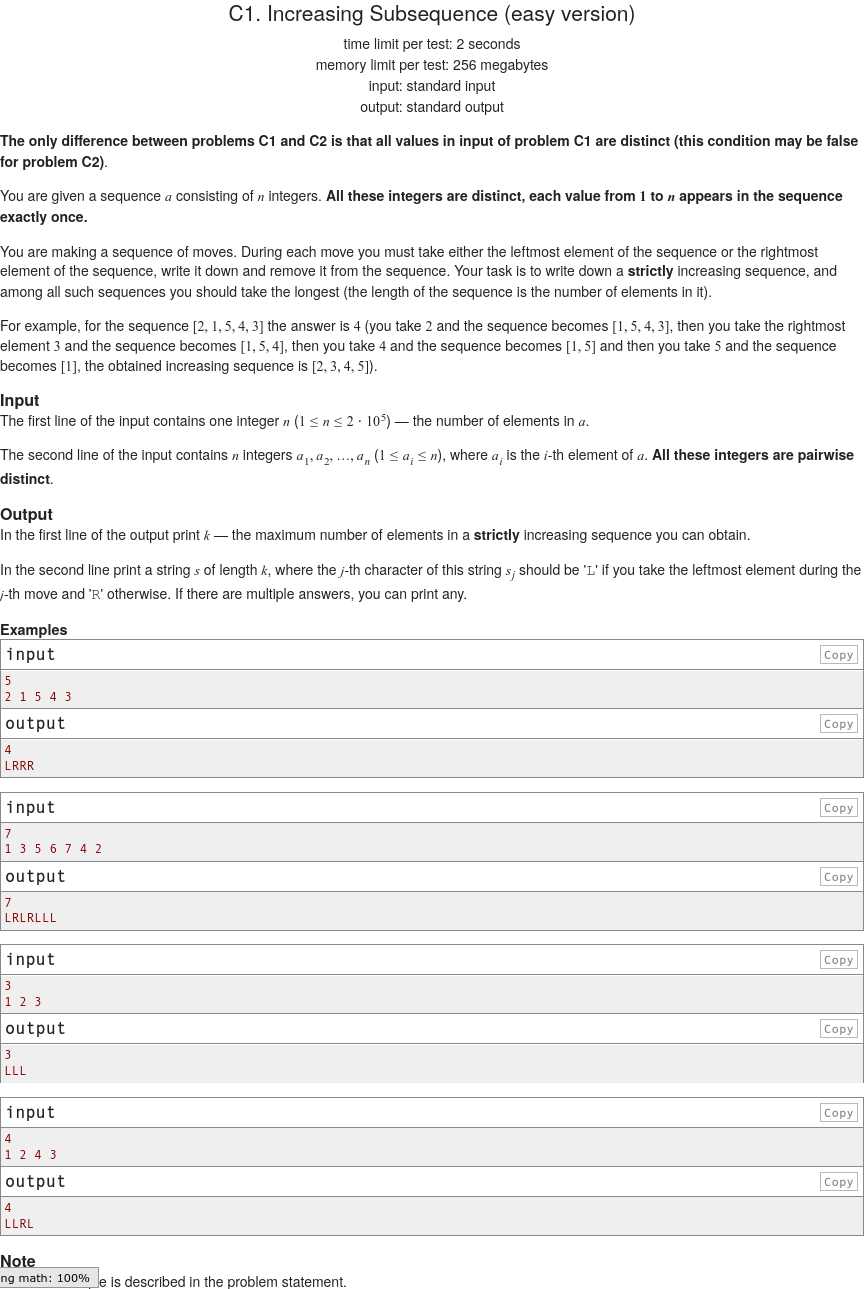 C1. Increasing Subsequence (easy version)
time limit per test: 2 seconds
memory limit per test: 256 megabytes
input: standard input
output: standard output
The only difference between problems C1 and C2 is that all values in input of problem C1 are distinct (this condition may be false
for problem C2).
You are given a sequence a consisting of n integers. All these integers are distinct, each value from 1 to n appears in the sequence
exactly once.
You are making a sequence of moves. During each move you must take either the leftmost element of the sequence or the rightmost
element of the sequence, write it down and remove it from the sequence. Your task is to write down a strictly increasing sequence, and
among all such sequences you should take the longest (the length of the sequence is the number of elements in it).
For example, for the sequence [2, 1, 5, 4, 3] the answer is 4 (you take 2 and the sequence becomes [1, 5, 4, 3], then you take the rightmost
element 3 and the sequence becomes [1, 5, 4], then you take 4 and the sequence becomes [1, 5] and then you take 5 and the sequence
becomes [1], the obtained increasing sequence is [2, 3, 4, 5]).
Input
The first line of the input contains one integer n (1 ≤ n ≤ 2 · 10⁵) — the number of elements in a.
The second line of the input contains n integers a₁, a₂, …, aₙ (1 ≤ aᵢ ≤ n), where aᵢ is the i-th element of a. All these integers are pairwise
distinct.
Output
In the first line of the output print k — the maximum number of elements in a strictly increasing sequence you can obtain.
In the second line print a string s of length k, where the j-th character of this string sⱼ should be 'L' if you take the leftmost element during the
j-th move and 'R' otherwise. If there are multiple answers, you can print any.
Examples
input Copy
5
2 1 5 4 3
output Copy
4
LRRR
input Copy
7
1 3 5 6 7 4 2
output Copy
7
LRLRLLL
input Copy
3
1 2 3
output Copy
3
LLL
input Copy
4
1 2 4 3
output Copy
4
LLRL
Note
ng math: 100% e is described in the problem statement.